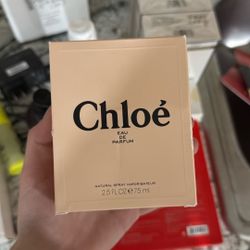 Chloé
EAU
DE
PARFUM
NATURAL SPRAY VAPORISATEUR
2.5 FL.OZ ℮ 75 ml